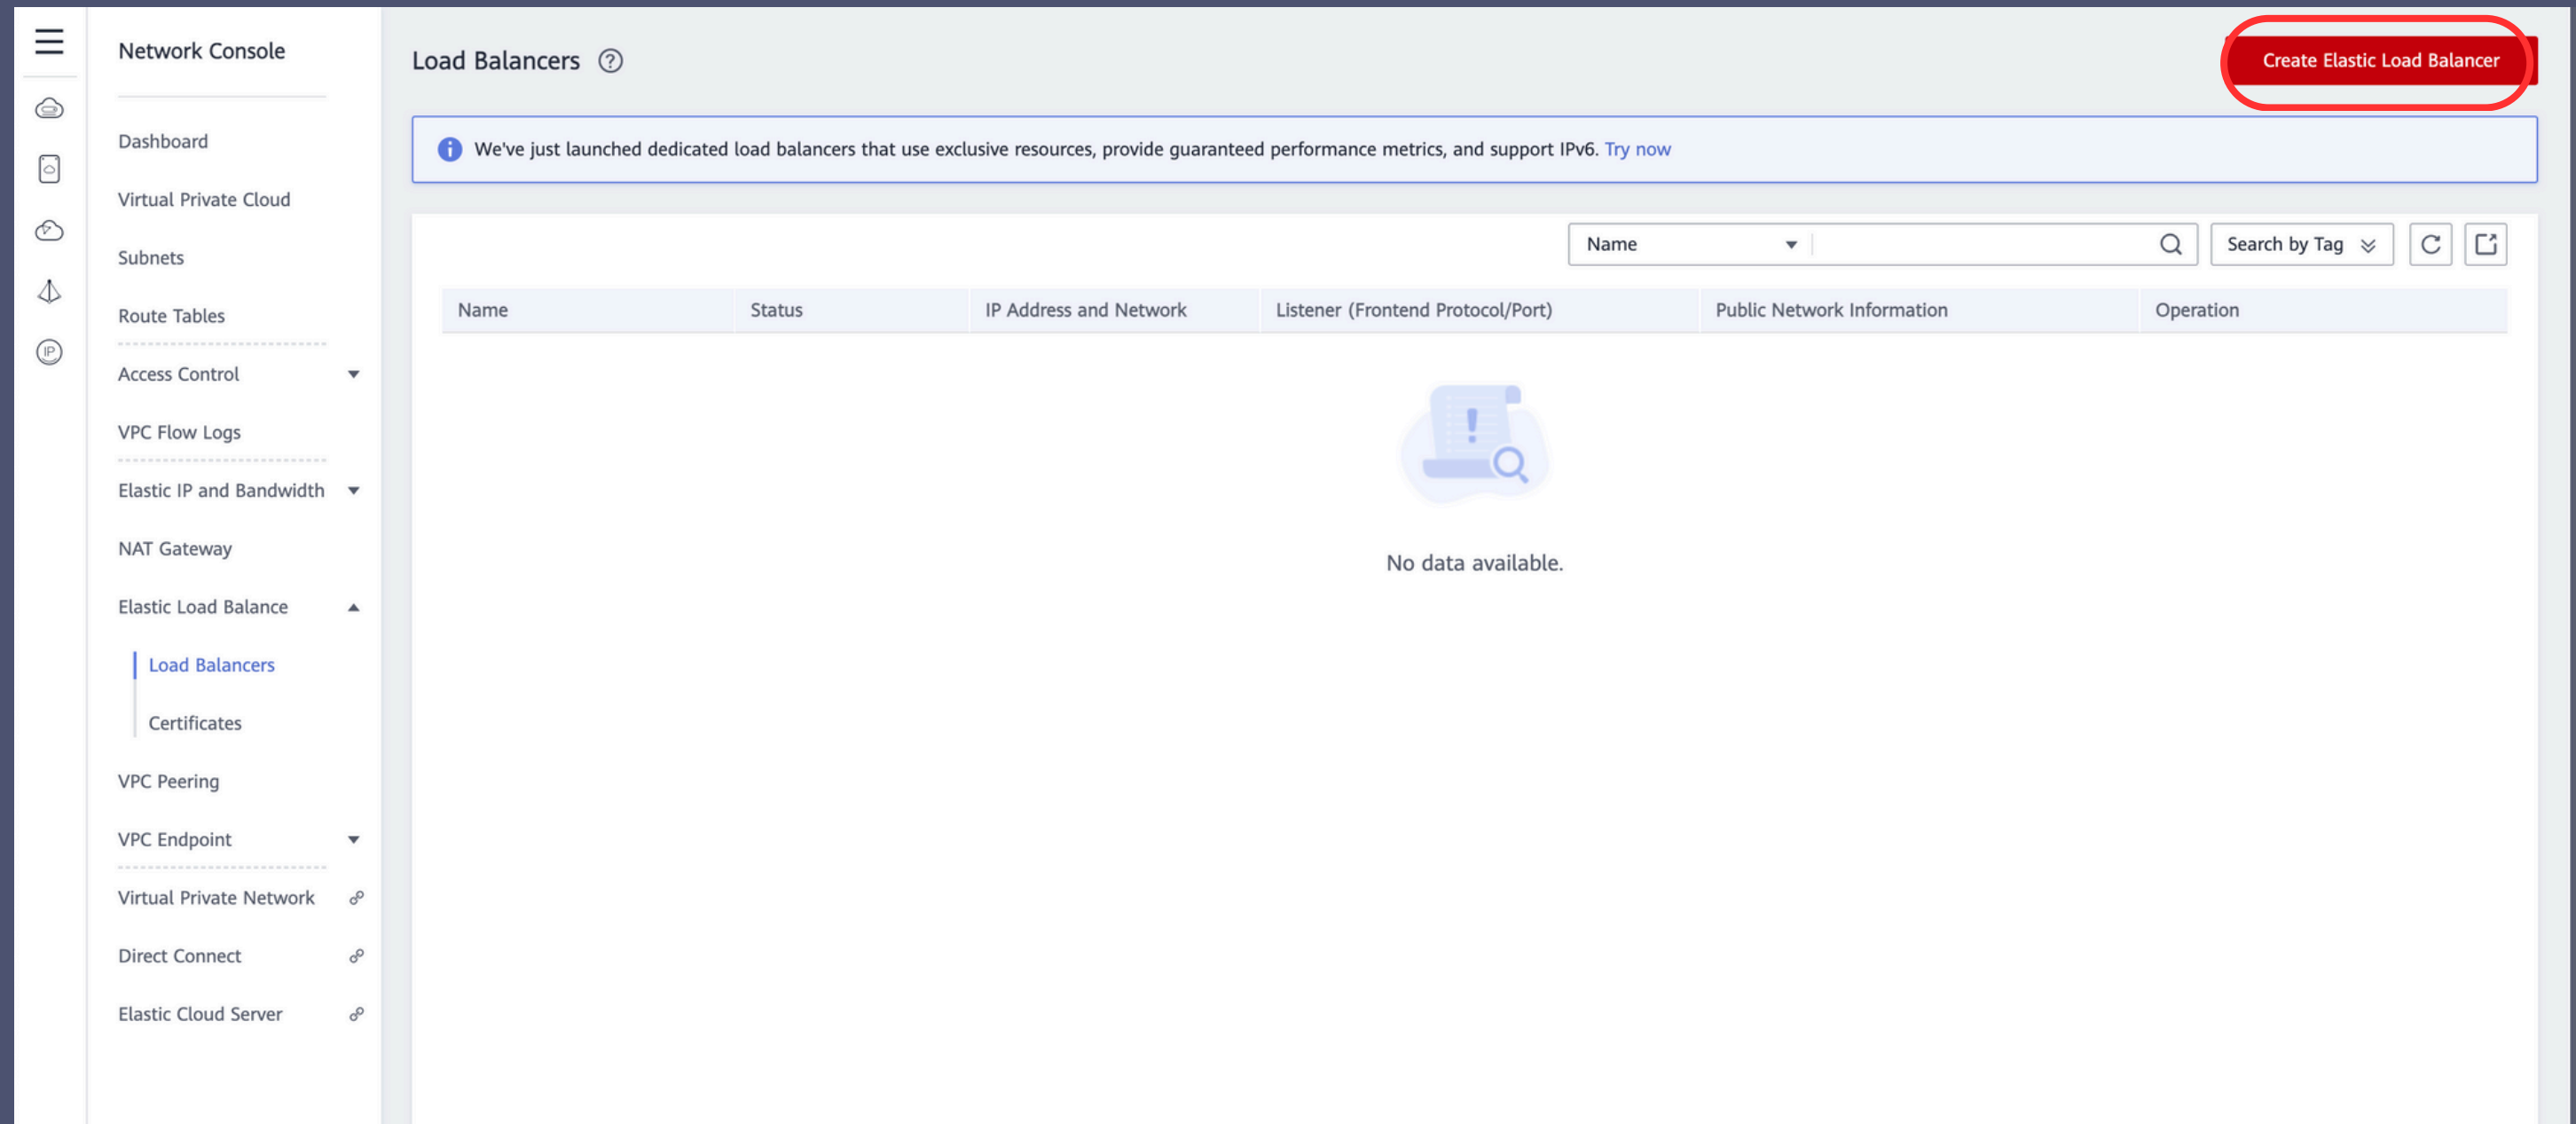 Network Console
Dashboard
Virtual Private Cloud
Subnets
Route Tables
Access Control
VPC Flow Logs
Elastic IP and Bandwidth
NAT Gateway
Elastic Load Balance
Load Balancers
Certificates
VPC Peering
VPC Endpoint
Virtual Private Network
Direct Connect
Elastic Cloud Server
IP
Load Balancers ?
Create Elastic Load Balancer
We've just launched dedicated load balancers that use exclusive resources, provide guaranteed performance metrics, and support IPv6. Try now
Name Search by Tag
Name Status IP Address and Network Listener (Frontend Protocol/Port) Public Network Information Operation
No data available.